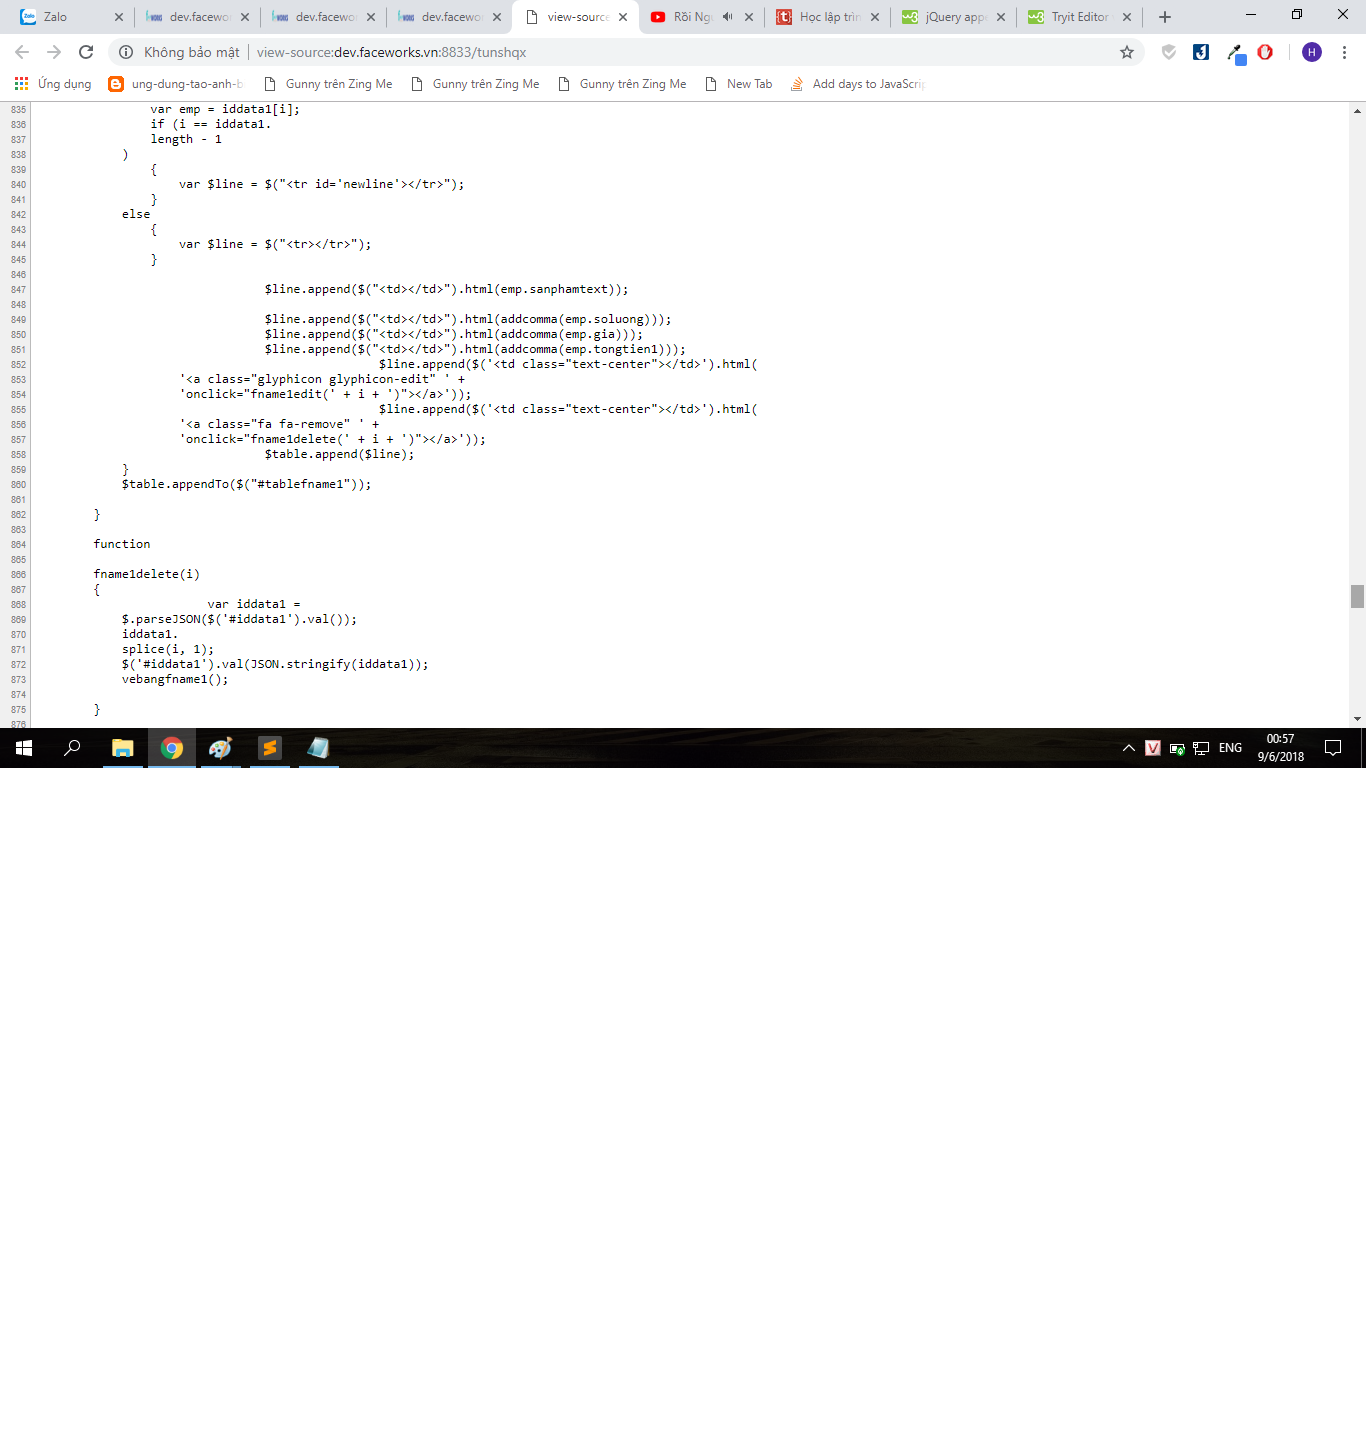 Zalo
dev.facewor
dev.facewor
dev.facewor
view-source
Rồi Ng
Học lập trìn
jQuery appe
Tryit Editor
Không bảo mật
view-source:dev.faceworks.vn:8833/tunshqx
H
Ứng dụng
ung-dung-tao-anh-b
Gunny trên Zing Me
Gunny trên Zing Me
Gunny trên Zing Me
New Tab
Add days to JavaScrip
835 var emp = iddata1[i];
836 if (i == iddata1.
837 length - 1
838 )
839 {
840 var $line = $("<tr id='newline'></tr>");
841 }
842 else
843 {
844 var $line = $("<tr></tr>");
845 }
846
847 $line.append($("<td></td>").html(emp.sanphamtext));
848
849 $line.append($("<td></td>").html(addcomma(emp.soluong)));
850 $line.append($("<td></td>").html(addcomma(emp.gia)));
851 $line.append($("<td></td>").html(addcomma(emp.tongtien1)));
852 $line.append($('<td class="text-center"></td>').html(
853 '<a class="glyphicon glyphicon-edit" ' +
854 'onclick="fname1edit(' + i + ')"></a>'));
855 $line.append($('<td class="text-center"></td>').html(
856 '<a class="fa fa-remove" ' +
857 'onclick="fname1delete(' + i + ')"></a>'));
858 $table.append($line);
859 }
860 $table.appendTo($("#tablefname1"));
861
862 }
863
864 function
865
866 fname1delete(i)
867 {
868 var iddata1 =
869 $.parseJSON($('#iddata1').val());
870 iddata1.
871 splice(i, 1);
872 $('#iddata1').val(JSON.stringify(iddata1));
873 vebangfname1();
874
875 }
876
ENG
00:57
9/6/2018